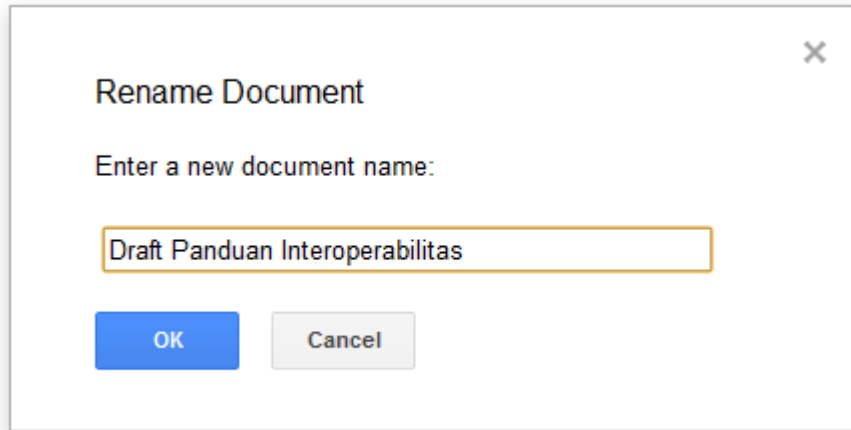 Rename Document
Enter a new document name:
Draft Panduan Interoperabilitas
OK Cancel